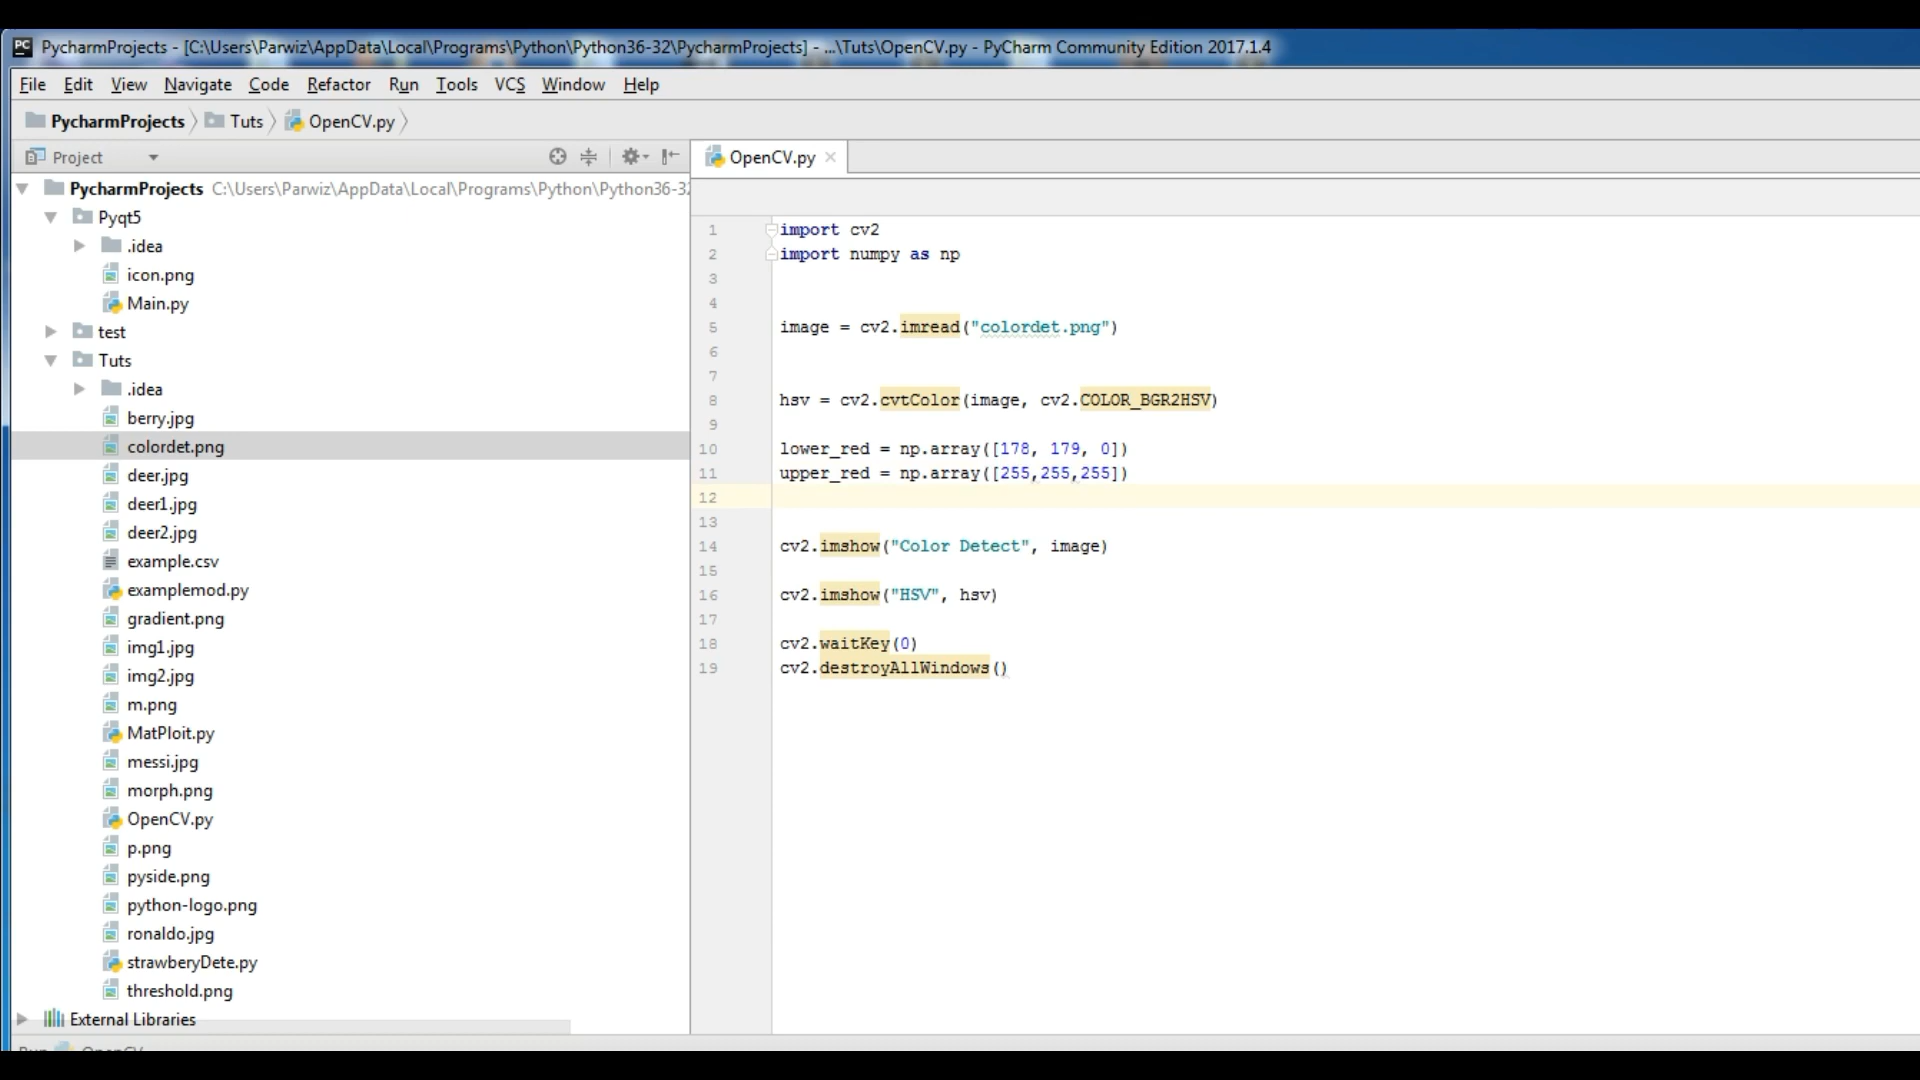 PycharmProjects - [C:\Users\Parwiz\AppData\Local\Programs\Python\Python36-32\PycharmProjects] - ...\Tuts\OpenCV.py - PyCharm Community Edition 2017.1.4
File Edit View Navigate Code Refactor Run Tools VCS Window Help
PycharmProjects Tuts OpenCV.py
Project
OpenCV.py
PycharmProjects C:\Users\Parwiz\AppData\Local\Programs\Python\Python36-32
Pyqt5
.idea
icon.png
Main.py
test
Tuts
.idea
berry.jpg
colordet.png
deer.jpg
deer1.jpg
deer2.jpg
example.csv
examplemod.py
gradient.png
img1.jpg
img2.jpg
m.png
MatPloit.py
messi.jpg
morph.png
OpenCV.py
p.png
pyside.png
python-logo.png
ronaldo.jpg
strawberyDete.py
threshold.png
External Libraries
1 import cv2
2 import numpy as np
3
4
5 image = cv2.imread("colordet.png")
6
7
8 hsv = cv2.cvtColor(image, cv2.COLOR_BGR2HSV)
9
10 lower_red = np.array([178, 179, 0])
11 upper_red = np.array([255,255,255])
12
13
14 cv2.imshow("Color Detect", image)
15
16 cv2.imshow("HSV", hsv)
17
18 cv2.waitKey(0)
19 cv2.destroyAllWindows()